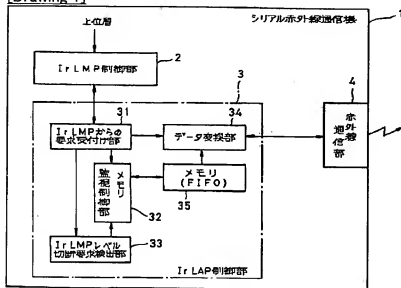 [Drawing 1]
シリアル赤外線通信機
1
上位層
IrLMP制御部
2
3
31
IrLMPからの
要求受付け部
34
データ変換部
4
赤外線
通信部
メモリ
監視制御部
32
メモリ
(FIFO)
35
33
IrLMPレベル
切断要求検出部
IrLAP制御部